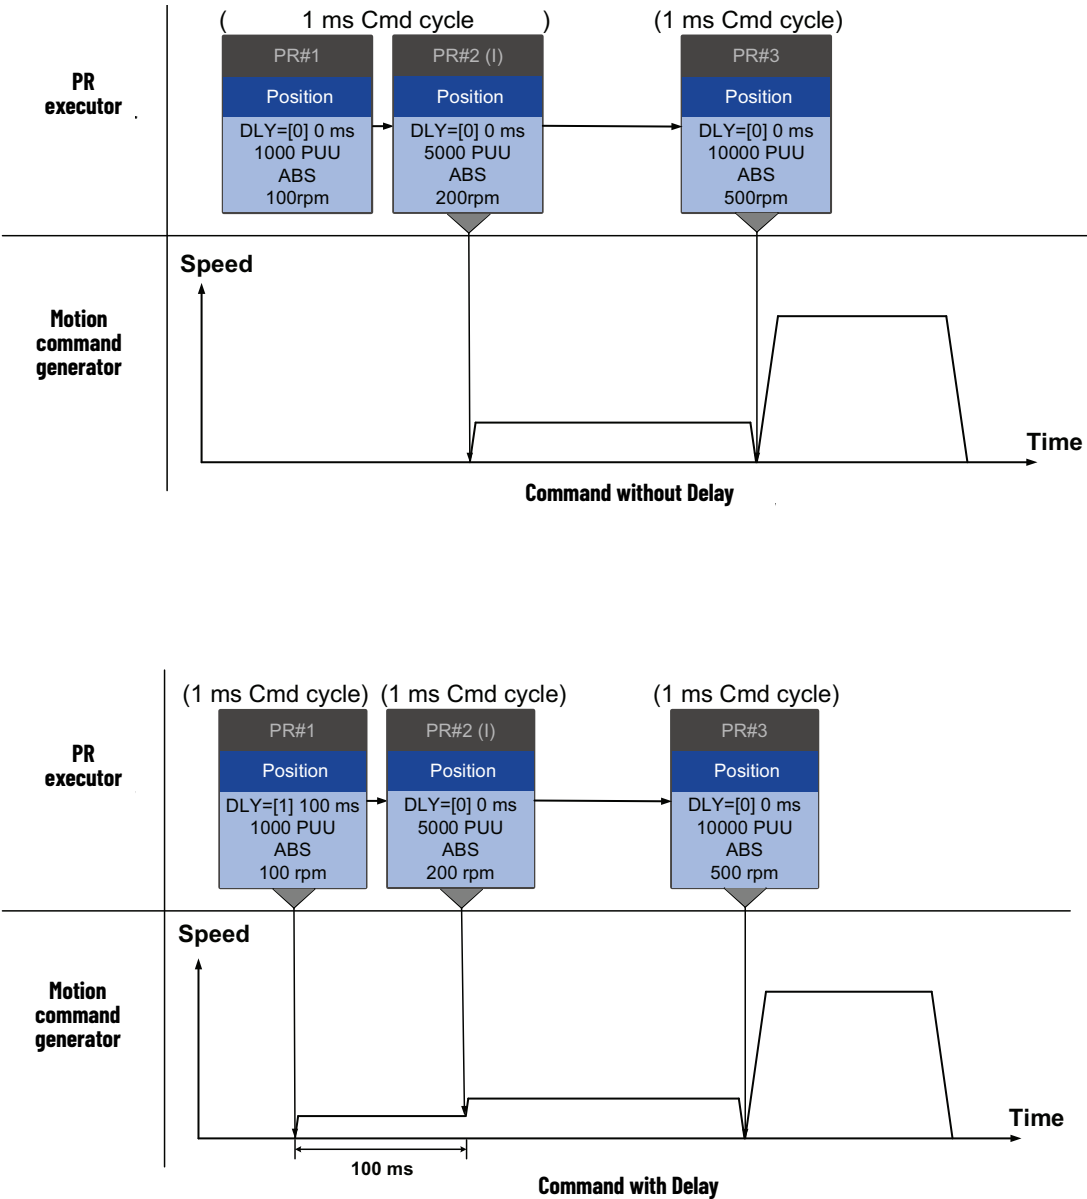 ( 1 ms Cmd cycle ) (1 ms Cmd cycle)
PR
executor
PR#1
Position
DLY=[0] 0 ms
1000 PUU
ABS
100rpm
PR#2 (I)
Position
DLY=[0] 0 ms
5000 PUU
ABS
200rpm
PR#3
Position
DLY=[0] 0 ms
10000 PUU
ABS
500rpm
Motion
command
generator
Speed
Time
Command without Delay
(1 ms Cmd cycle) (1 ms Cmd cycle) (1 ms Cmd cycle)
PR
executor
PR#1
Position
DLY=[1] 100 ms
1000 PUU
ABS
100 rpm
PR#2 (I)
Position
DLY=[0] 0 ms
5000 PUU
ABS
200 rpm
PR#3
Position
DLY=[0] 0 ms
10000 PUU
ABS
500 rpm
Motion
command
generator
Speed
Time
100 ms
Command with Delay